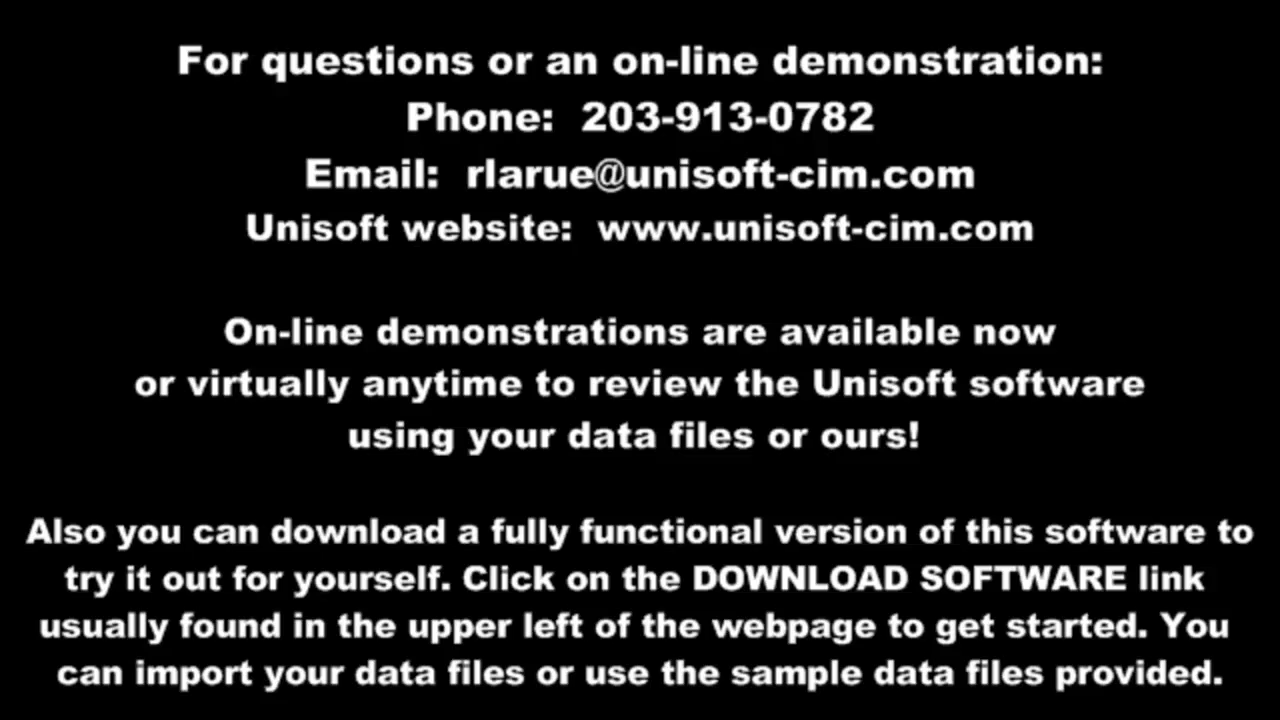 For questions or an on-line demonstration:
Phone:  203-913-0782
Email:  rlarue@unisoft-cim.com
Unisoft website:  www.unisoft-cim.com
On-line demonstrations are available now
or virtually anytime to review the Unisoft software
using your data files or ours!
Also you can download a fully functional version of this software to
try it out for yourself. Click on the DOWNLOAD SOFTWARE link
usually found in the upper left of the webpage to get started. You
can import your data files or use the sample data files provided.